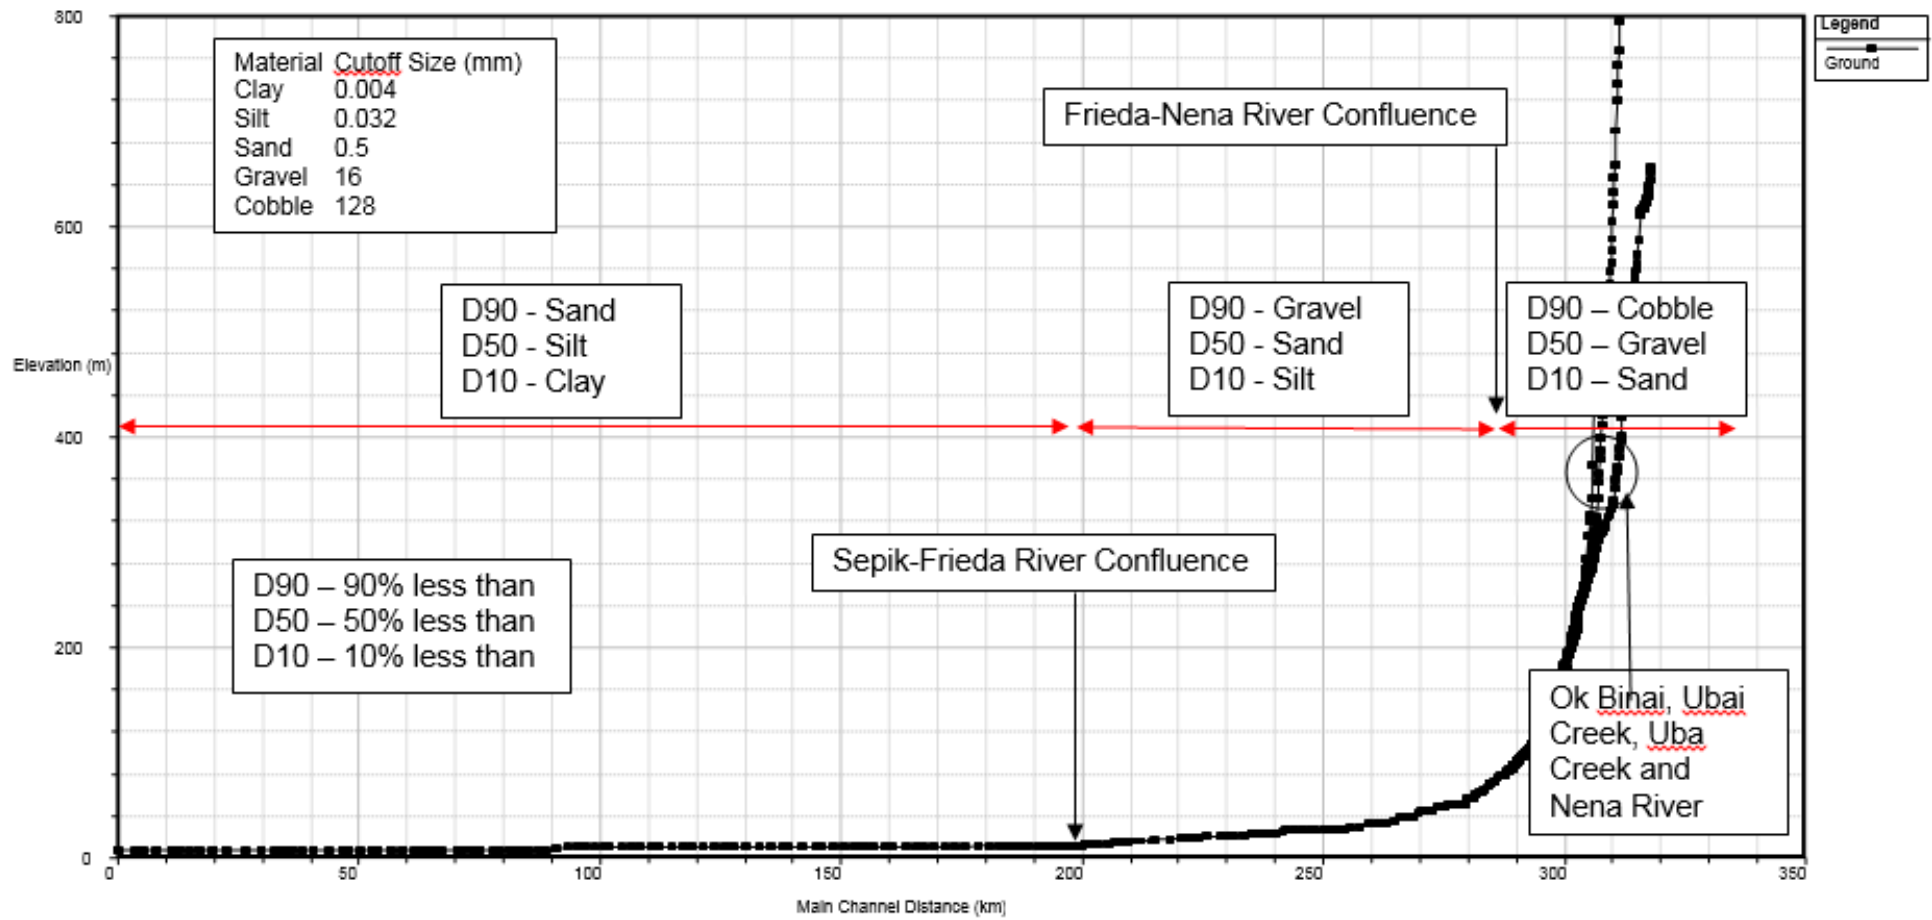 800
Legend
Ground
Material Cutoff Size (mm)
Clay 0.004
Silt 0.032
Sand 0.5
Gravel 16
Cobble 128
Frieda-Nena River Confluence
600
D90 - Sand
D50 - Silt
D10 - Clay
D90 - Gravel
D50 - Sand
D10 - Silt
D90 – Cobble
D50 – Gravel
D10 – Sand
Elevation (m)
400
Sepik-Frieda River Confluence
D90 – 90% less than
D50 – 50% less than
D10 – 10% less than
200
Ok Binai, Ubai
Creek, Uba
Creek and
Nena River
0
0 50 100 150 200 250 300 350
Main Channel Distance (km)